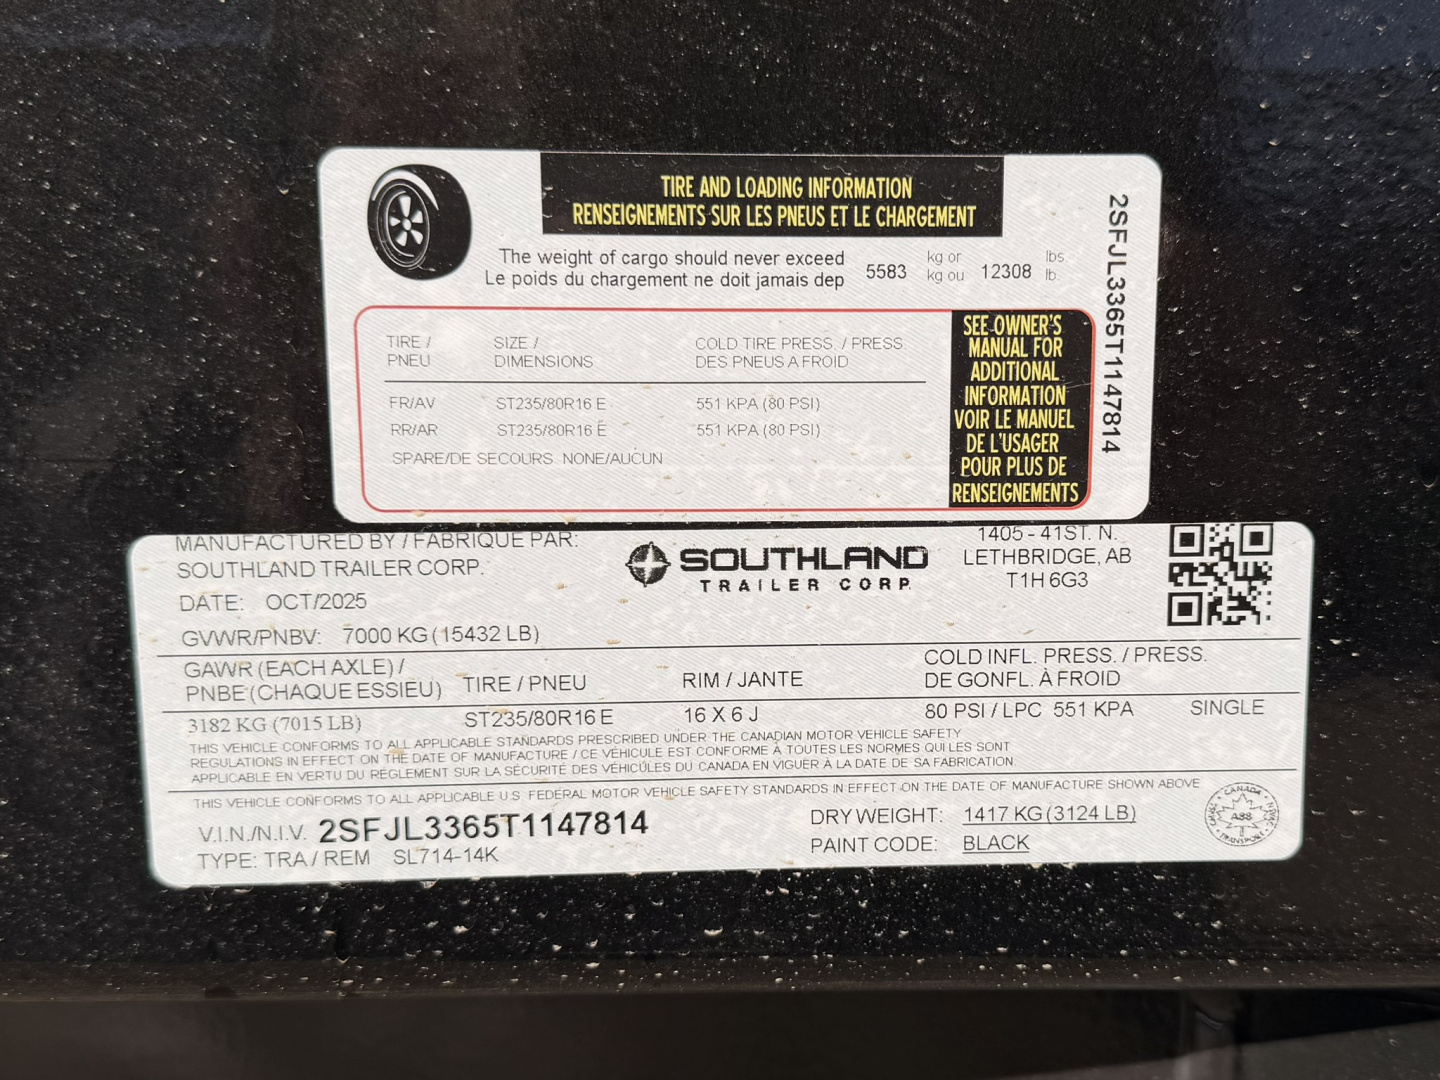 TIRE AND LOADING INFORMATION
RENSEIGNEMENTS SUR LES PNEUS ET LE CHARGEMENT
The weight of cargo should never exceed
Le poids du chargement ne doit jamais dep
5583 kg or 12308 lbs
kg ou lb.
2SFJL3365T1147814
TIRE / SIZE / COLD TIRE PRESS. / PRESS
PNEU DIMENSIONS DES PNEUS A FROID
FR/AV ST235/80R16 E 551 KPA (80 PSI)
RR/AR ST235/80R16 E 551 KPA (80 PSI)
SPARE/DE SECOURS NONE/AUCUN
SEE OWNER'S
MANUAL FOR
ADDITIONAL
INFORMATION
VOIR LE MANUEL
DE L'USAGER
POUR PLUS DE
RENSEIGNEMENTS
MANUFACTURED BY / FABRIQUE PAR:
SOUTHLAND TRAILER CORP.
DATE: OCT/2025
GVWR/PNBV: 7000 KG (15432 LB)
SOUTHLAND
TRAILER CORP
1405 - 41ST. N.
LETHBRIDGE, AB
T1H 6G3
GAWR (EACH AXLE) /
PNBE (CHAQUE ESSIEU)
TIRE / PNEU
RIM / JANTE
COLD INFL. PRESS. / PRESS.
DE GONFL. À FROID
3182 KG (7015 LB) ST235/80R16 E 16 X 6 J 80 PSI / LPC 551 KPA SINGLE
THIS VEHICLE CONFORMS TO ALL APPLICABLE STANDARDS PRESCRIBED UNDER THE CANADIAN MOTOR VEHICLE SAFETY
REGULATIONS IN EFFECT ON THE DATE OF MANUFACTURE / CE VÉHICULE EST CONFORME À TOUTES LES NORMES QUI LES SONT
APPLICABLE EN VERTU DU RÈGLEMENT SUR LA SÉCURITÉ DES VÉHICÚLES DU CANADA EN VIGUER À LA DATE DE SA FABRICATION
THIS VEHICLE CONFORMS TO ALL APPLICABLE U.S. FEDERAL MOTOR VEHICLE SAFETY STANDARDS IN EFFECT ON THE DATE OF MANUFACTURE SHOWN ABOVE
V.I.N./N.I.V. 2SFJL3365T1147814
TYPE: TRA / REM SL714-14K
DRY WEIGHT: 1417 KG (3124 LB)
PAINT CODE: BLACK
CANADA
TRANSPORT